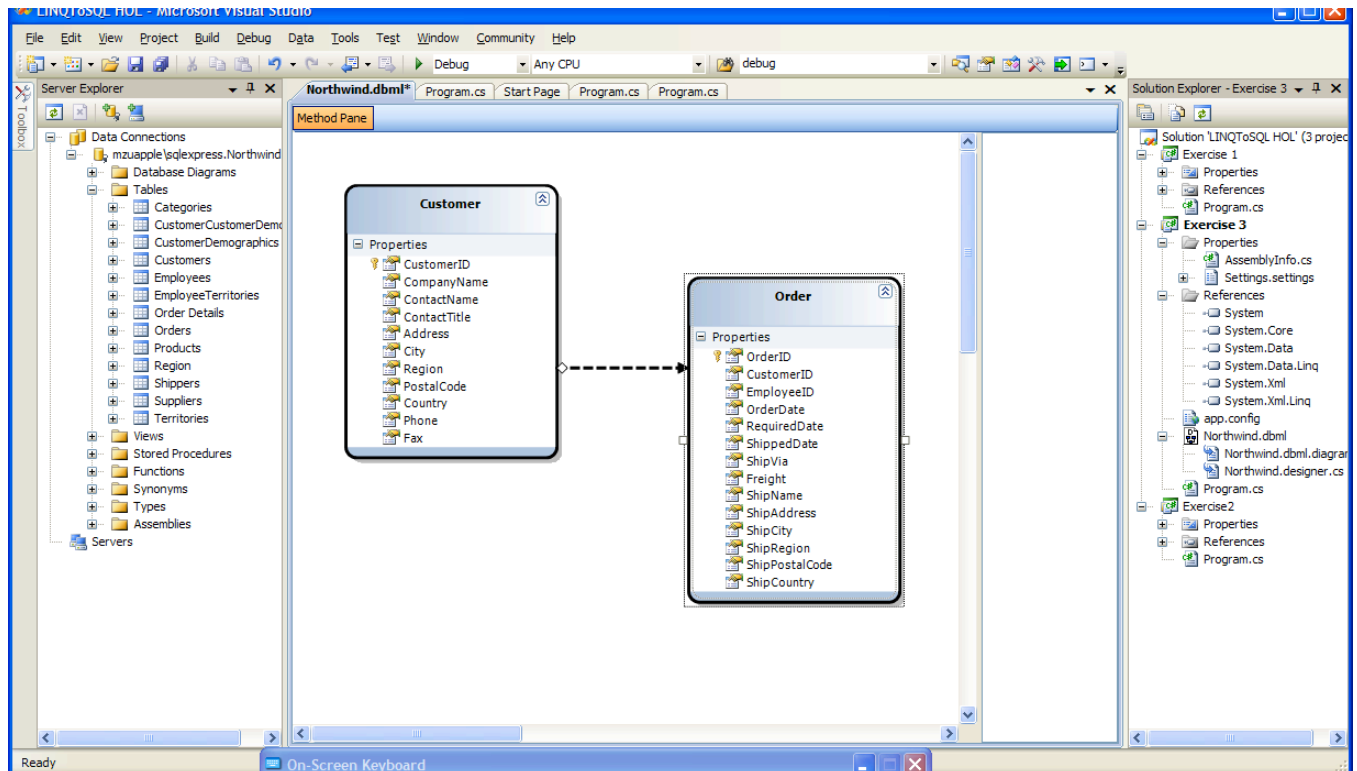 LINQToSQL HOL - Microsoft Visual Studio
File Edit View Project Build Debug Data Tools Test Window Community Help
Debug Any CPU debug
Toolbox
Server Explorer
Data Connections
mzuapple\sqlexpress.Northwind
Database Diagrams
Tables
Categories
CustomerCustomerDemo
CustomerDemographics
Customers
Employees
EmployeeTerritories
Order Details
Orders
Products
Region
Shippers
Suppliers
Territories
Views
Stored Procedures
Functions
Synonyms
Types
Assemblies
Servers
Northwind.dbml* Program.cs Start Page Program.cs Program.cs
Method Pane
Customer
Properties
CustomerID
CompanyName
ContactName
ContactTitle
Address
City
Region
PostalCode
Country
Phone
Fax
Order
Properties
OrderID
CustomerID
EmployeeID
OrderDate
RequiredDate
ShippedDate
ShipVia
Freight
ShipName
ShipAddress
ShipCity
ShipRegion
ShipPostalCode
ShipCountry
Solution Explorer - Exercise 3
Solution 'LINQToSQL HOL' (3 projec
Exercise 1
Properties
References
Program.cs
Exercise 3
Properties
AssemblyInfo.cs
Settings.settings
References
System
System.Core
System.Data
System.Data.Linq
System.Xml
System.Xml.Linq
app.config
Northwind.dbml
Northwind.dbml.diagram
Northwind.designer.cs
Program.cs
Exercise2
Properties
References
Program.cs
Ready
On-Screen Keyboard